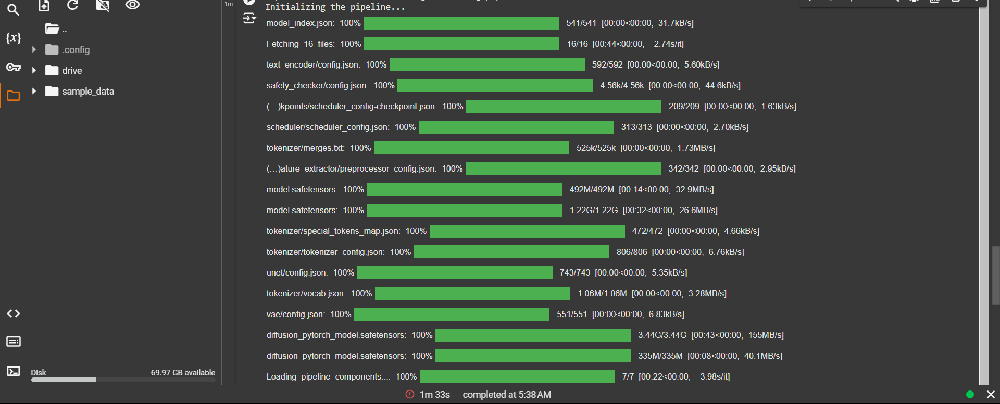 1m
Initializing the pipeline...
model_index.json: 100% 541/541 [00:00<00:00, 31.7kB/s]
..
Fetching 16 files: 100% 16/16 [00:44<00:00, 2.74s/it]
{x}
.config
text_encoder/config.json: 100% 592/592 [00:00<00:00, 5.60kB/s]
drive
safety_checker/config.json: 100% 4.56k/4.56k [00:00<00:00, 44.6kB/s]
sample_data
(…)kpoints/scheduler_config-checkpoint.json: 100% 209/209 [00:00<00:00, 1.63kB/s]
scheduler/scheduler_config.json: 100% 313/313 [00:00<00:00, 2.70kB/s]
tokenizer/merges.txt: 100% 525k/525k [00:00<00:00, 1.73MB/s]
(…)ature_extractor/preprocessor_config.json: 100% 342/342 [00:00<00:00, 2.95kB/s]
model.safetensors: 100% 492M/492M [00:14<00:00, 32.9MB/s]
model.safetensors: 100% 1.22G/1.22G [00:32<00:00, 26.6MB/s]
tokenizer/special_tokens_map.json: 100% 472/472 [00:00<00:00, 4.66kB/s]
tokenizer/tokenizer_config.json: 100% 806/806 [00:00<00:00, 6.76kB/s]
unet/config.json: 100% 743/743 [00:00<00:00, 5.35kB/s]
tokenizer/vocab.json: 100% 1.06M/1.06M [00:00<00:00, 3.28MB/s]
vae/config.json: 100% 551/551 [00:00<00:00, 6.83kB/s]
diffusion_pytorch_model.safetensors: 100% 3.44G/3.44G [00:43<00:00, 155MB/s]
diffusion_pytorch_model.safetensors: 100% 335M/335M [00:08<00:00, 40.1MB/s]
Disk 69.97 GB available
Loading pipeline components...: 100% 7/7 [00:22<00:00, 3.98s/it]
1m 33s completed at 5:38 AM